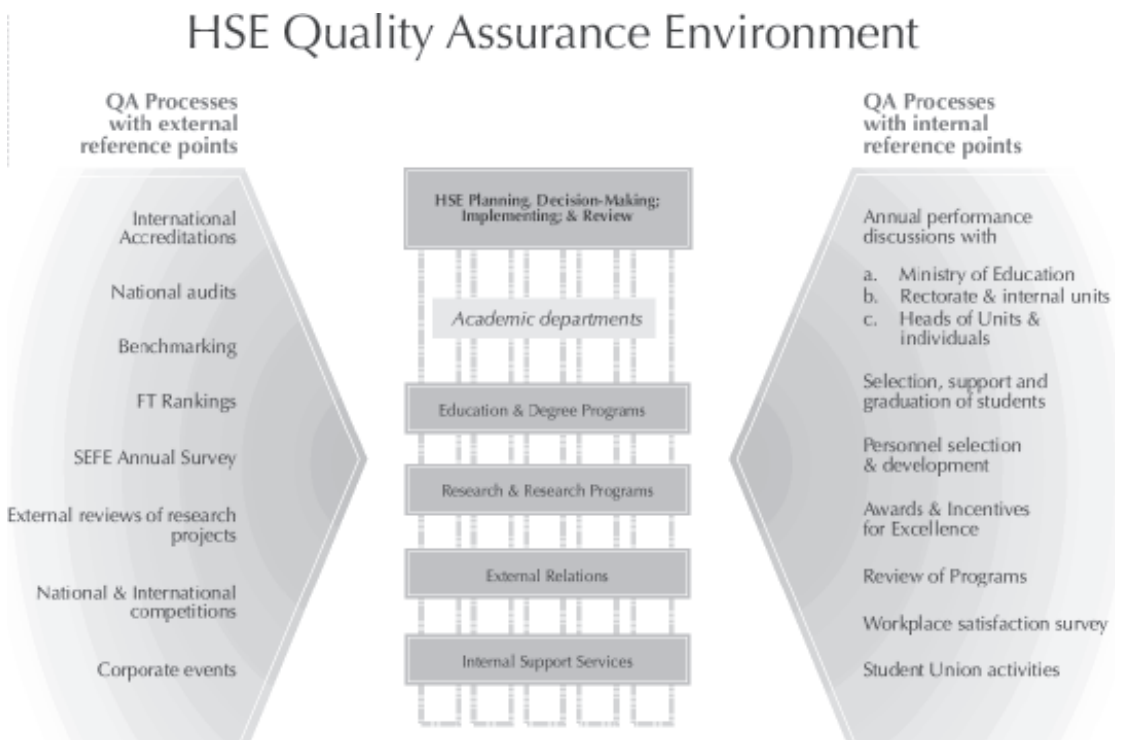 HSE Quality Assurance Environment
QA Processes
with external
reference points
International
Accreditations
National audits
Benchmarking
FT Rankings
SEFE Annual Survey
External reviews of research
projects
National & International
competitions
Corporate events
HSE Planning, Decision-Making;
Implementing; & Review
Academic departments
Education & Degree Programs
Research & Research Programs
External Relations
Internal Support Services
QA Processes
with internal
reference points
Annual performance
discussions with
a. Ministry of Education
b. Rectorate & internal units
c. Heads of Units &
individuals
Selection, support and
graduation of students
Personnel selection
& development
Awards & Incentives
for Excellence
Review of Programs
Workplace satisfaction survey
Student Union activities